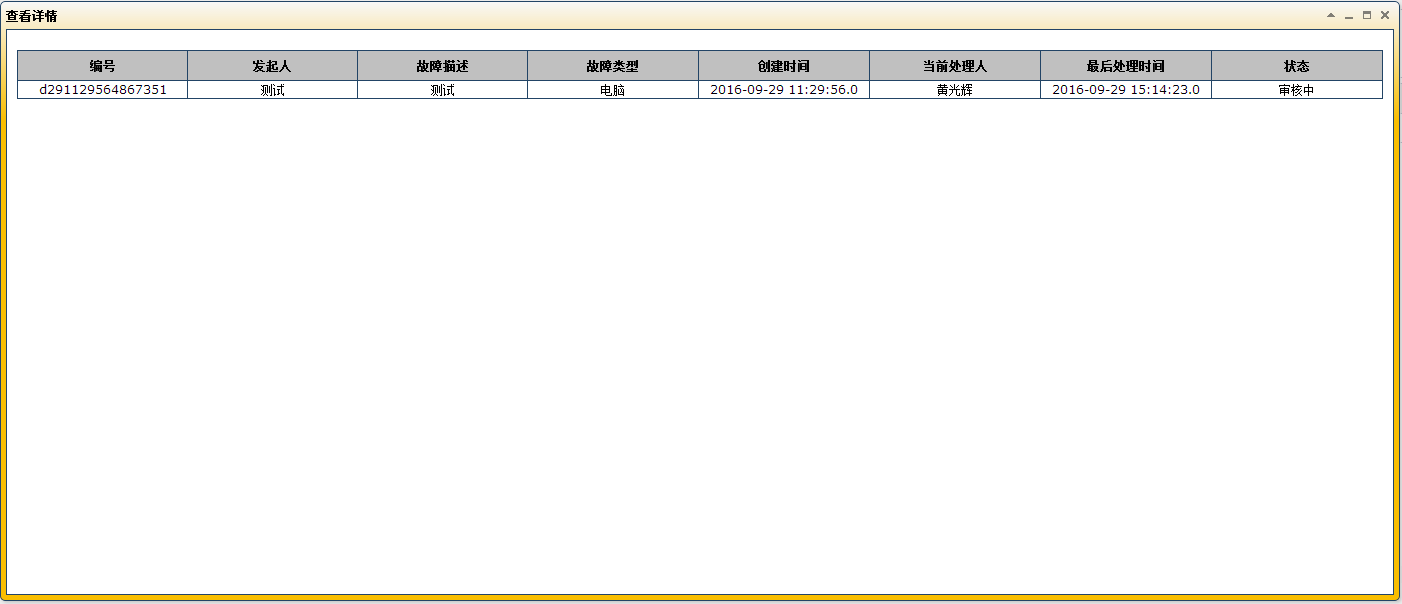 查看详情
编号 发起人 故障描述 故障类型 创建时间 当前处理人 最后处理时间 状态
d291129564867351 测试 测试 电脑 2016-09-29 11:29:56.0 黄光辉 2016-09-29 15:14:23.0 审核中